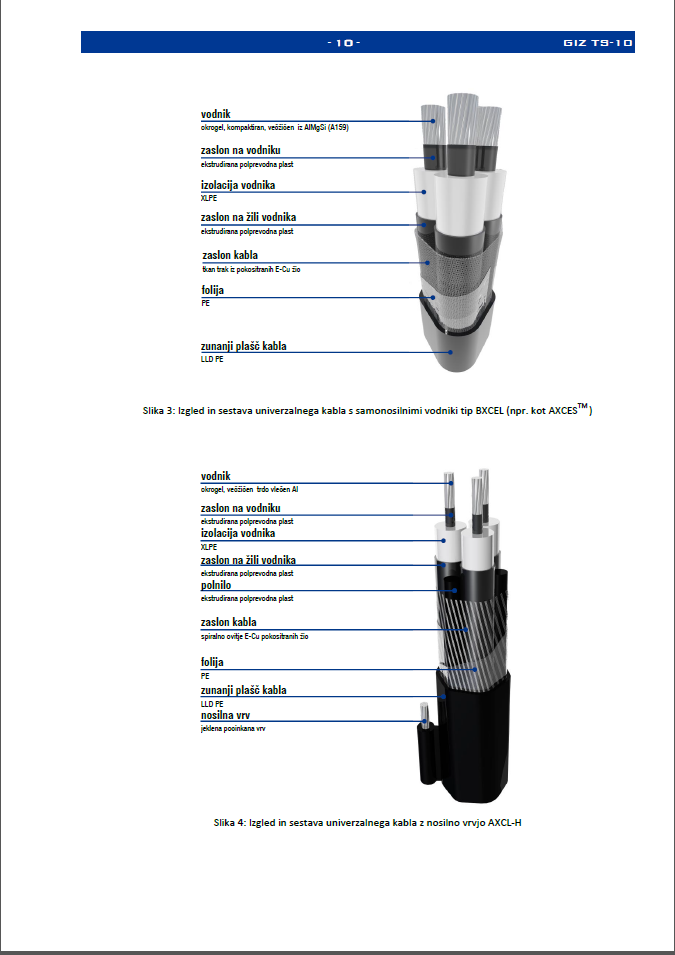 - 10 -
GIZ TS-10
vodnik
okrogel, kompaktiran, večžičen iz AlMgSi (A159)
zaslon na vodniku
ekstrudirana polprevodna plast
izolacija vodnika
XLPE
zaslon na žili vodnika
ekstrudirana polprevodna plast
zaslon kabla
tkan trak iz pokositranih E-Cu žic
folija
PE
zunanji plašč kabla
LLD PE
Slika 3: Izgled in sestava univerzalnega kabla s samonosilnimi vodniki tip BXCEL (npr. kot AXCES™)
vodnik
okrogel, večžičen trdo vlečen Al
zaslon na vodniku
ekstrudirana polprevodna plast
izolacija vodnika
XLPE
zaslon na žili vodnika
ekstrudirana polprevodna plast
polnilo
ekstrudirana polprevodna plast
zaslon kabla
spiralno ovitje E-Cu pokositranih žic
folija
PE
zunanji plašč kabla
LLD PE
nosilna vrv
jeklena pocinkana vrv
Slika 4: Izgled in sestava univerzalnega kabla z nosilno vrvjo AXCL-H